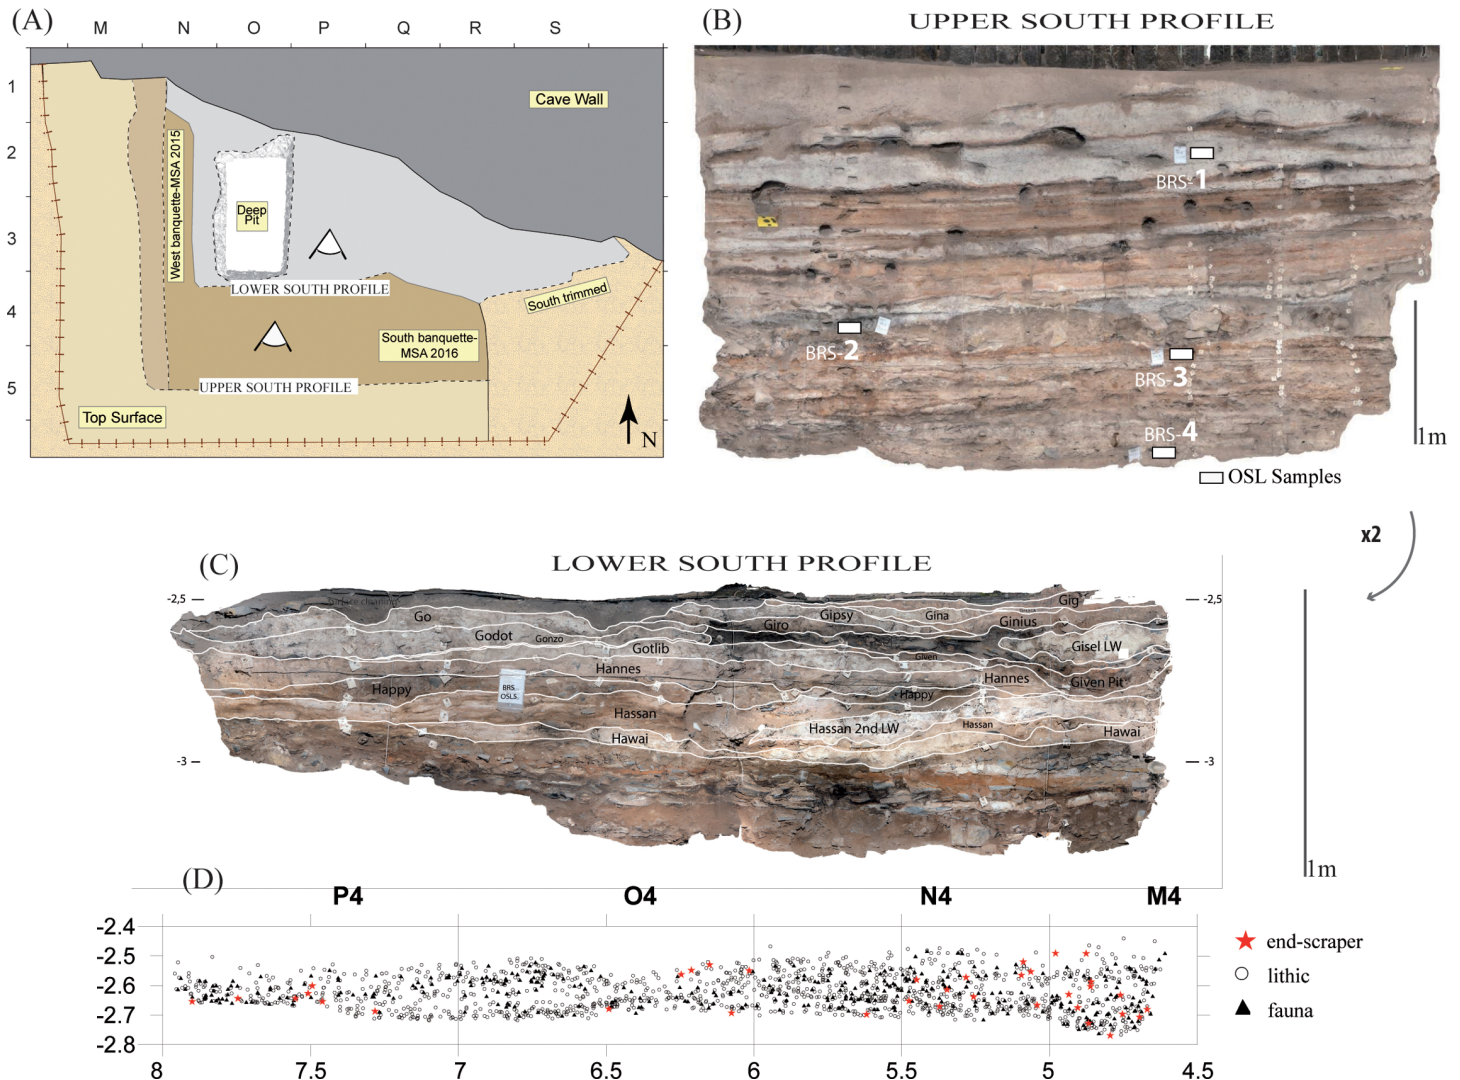 (A)
M N O P Q R S
1
2
3
4
5
Cave Wall
West banquette-MSA 2015
Deep
Pit
LOWER SOUTH PROFILE
South trimmed
South banquette-
MSA 2016
UPPER SOUTH PROFILE
Top Surface
N
(B)
UPPER SOUTH PROFILE
BRS-1
BRS-2
BRS-3
BRS-4
1m
OSL Samples
x2
(C)
LOWER SOUTH PROFILE
-2,5
-2,5
surface cleaning
Go
Gig
Gipsy
Gina
Ginius
Giro
Godot
Gonzo
Gotlib
Gisel LW
Given
Hannes
Hannes
Given Pit
Happy
BRS
OSL5
Happy
Hassan
Hassan 2nd LW
Hassan
Hawai
Hawai
-3
-3
1m
(D)
P4 O4 N4 M4
-2.4
-2.5
-2.6
-2.7
-2.8
8 7.5 7 6.5 6 5.5 5 4.5
end-scraper
lithic
fauna